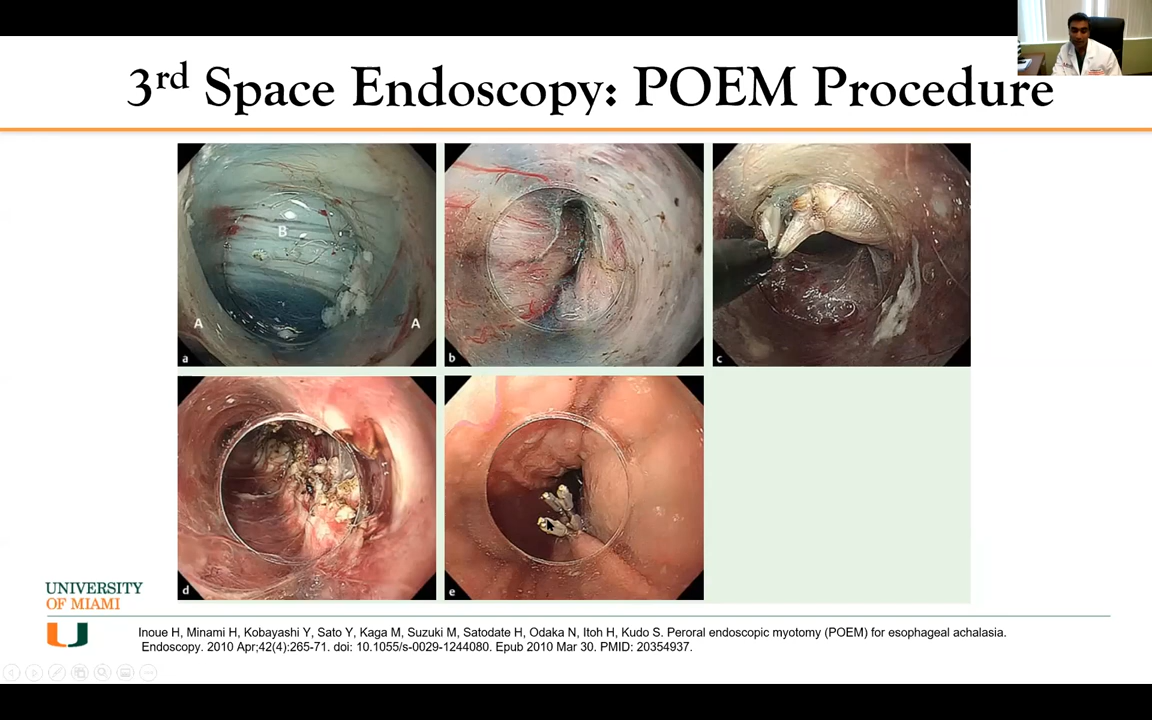 3rd Space Endoscopy: POEM Procedure
B
A
A
a
b
c
d
e
UNIVERSITY
OF MIAMI
Inoue H, Minami H, Kobayashi Y, Sato Y, Kaga M, Suzuki M, Satodate H, Odaka N, Itoh H, Kudo S. Peroral endoscopic myotomy (POEM) for esophageal achalasia.
Endoscopy. 2010 Apr;42(4):265-71. doi: 10.1055/s-0029-1244080. Epub 2010 Mar 30. PMID: 20354937.